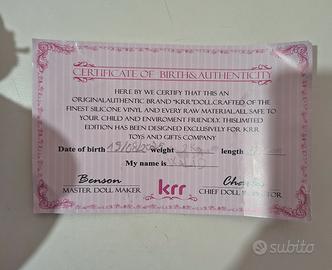 CERTIFICATE OF BIRTH&AUTHENTICITY
HERE BY WE CERTIFY THAT THIS AN
ORIGINAL AUTHENTIC BRAND "KRR"DOLL,CRAFTED OF THE
FINEST SILICONE VINYL AND EVERY RAW MATERIAL ALL SAFE TO
YOUR CHILD AND ENVIROMENT FRIENDLY. THELIMITED
EDITION HAS BEEN DESIGNED EXCLUSIVELY FOR KRR
TOYS AND GIFTS COMPANY
Date of birth weight length
My name is
Benson krr
MASTER DOLL MAKER CHIEF DOLL
subito